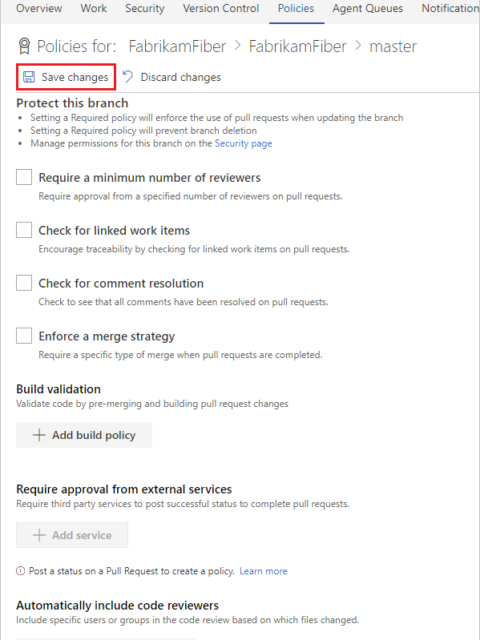 Overview Work Security Version Control Policies Agent Queues Notification
Policies for: FabrikamFiber > FabrikamFiber > master
Save changes Discard changes
Protect this branch
• Setting a Required policy will enforce the use of pull requests when updating the branch
• Setting a Required policy will prevent branch deletion
• Manage permissions for this branch on the Security page
Require a minimum number of reviewers
Require approval from a specified number of reviewers on pull requests.
Check for linked work items
Encourage traceability by checking for linked work items on pull requests.
Check for comment resolution
Check to see that all comments have been resolved on pull requests.
Enforce a merge strategy
Require a specific type of merge when pull requests are completed.
Build validation
Validate code by pre-merging and building pull request changes
+ Add build policy
Require approval from external services
Require third party services to post successful status to complete pull requests.
+ Add service
Post a status on a Pull Request to create a policy. Learn more
Automatically include code reviewers
Include specific users or groups in the code review based on which files changed.